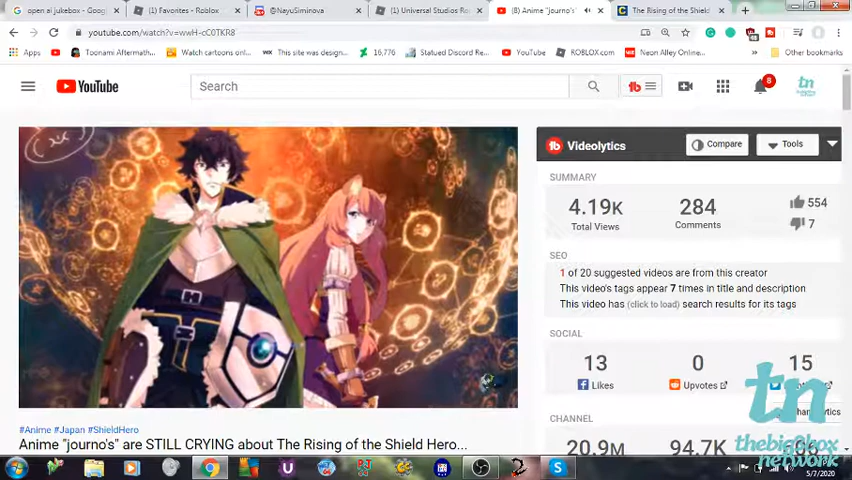 open ai jukebox - Goo
Favorites - Roblox
@NayuSiminova
(1) Universal Studios Ro
(8) Anime "journo's"
The Rising of the Shield
youtube.com/watch?v=wwH-cC0TKR8
Apps
Toonami Aftermath...
Watch cartoons onl...
This site was design...
16,776
Statued Discord Re...
YouTube
KOBLOX.com
Neon Alley Online...
Other bookmarks
YouTube
Search
tb
8
tn
tb Videolytics
Compare
Tools
SUMMARY
4.19K
284
554
7
Total Views
Comments
SEO
1 of 20 suggested videos are from this creator
This video's tags appear 7 times in title and description
This video has (click to load) search results for its tags
SOCIAL
13
0
15
Likes
Upvotes
CHANNEL
20.9M
94.7K
#Anime #Japan #ShieldHero
Anime "journo's" are STILL CRYING about The Rising of the Shield Hero...
tn
thebigbox
network
5/7/2020